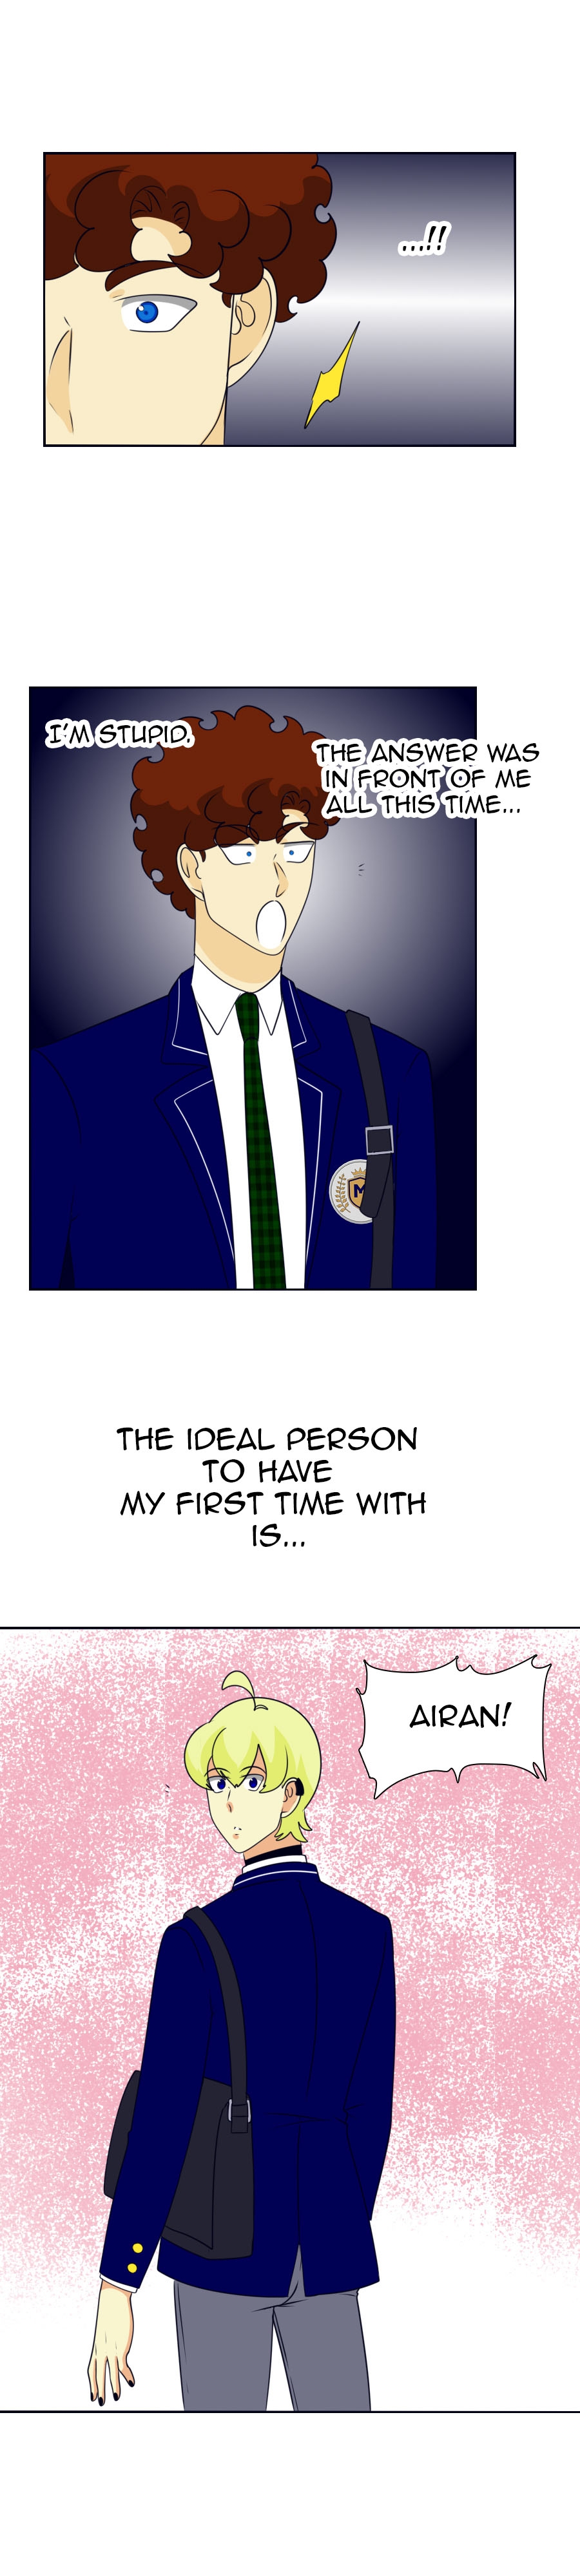 ...!!
I'M STUPID.
THE ANSWER WAS
IN FRONT OF ME
ALL THIS TIME...
M
THE IDEAL PERSON
TO HAVE
MY FIRST TIME WITH
IS...
AIRAN!